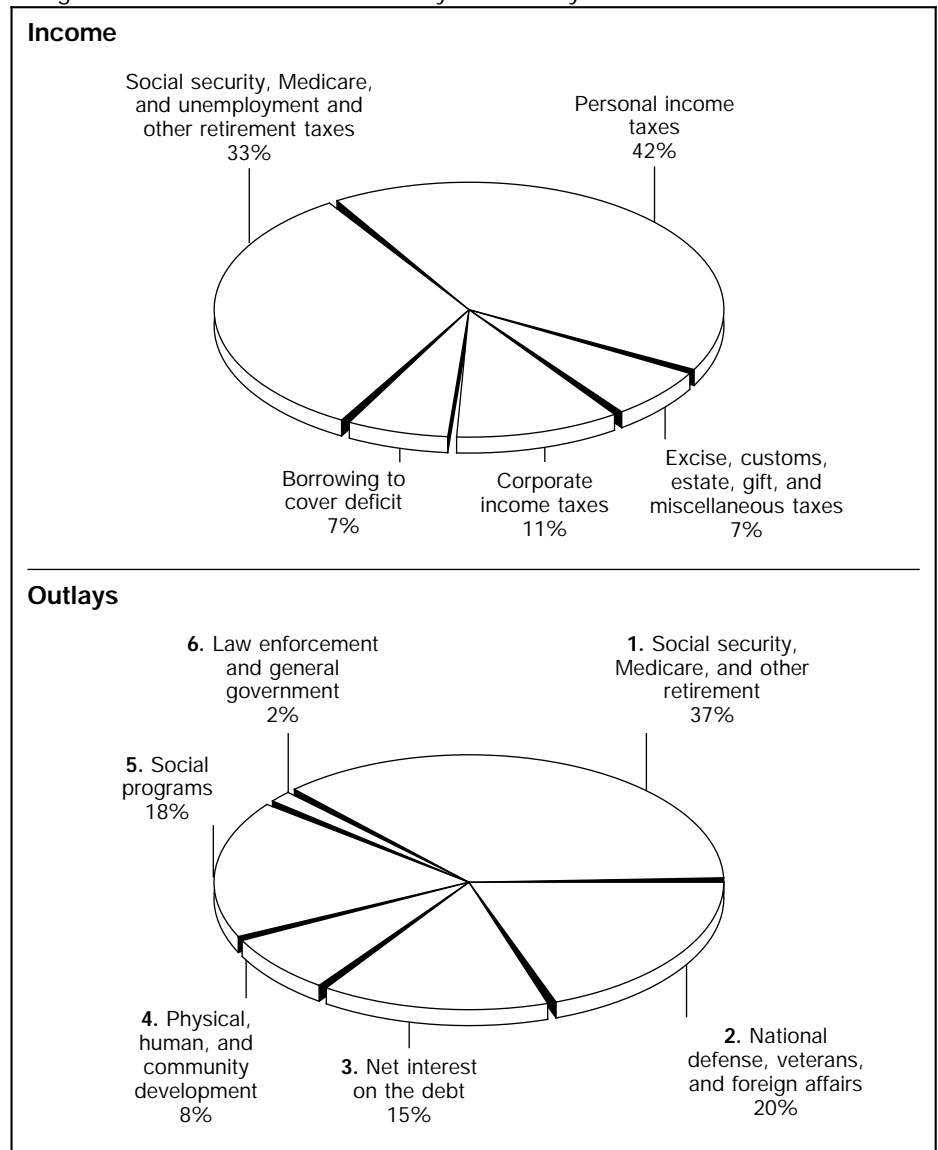 Income
Social security, Medicare,
and unemployment and
other retirement taxes
33%
Personal income
taxes
42%
Borrowing to
cover deficit
7%
Corporate
income taxes
11%
Excise, customs,
estate, gift, and
miscellaneous taxes
7%
Outlays
6. Law enforcement
and general
government
2%
1. Social security,
Medicare, and other
retirement
37%
5. Social
programs
18%
4. Physical,
human, and
community
development
8%
3. Net interest
on the debt
15%
2. National
defense, veterans,
and foreign affairs
20%